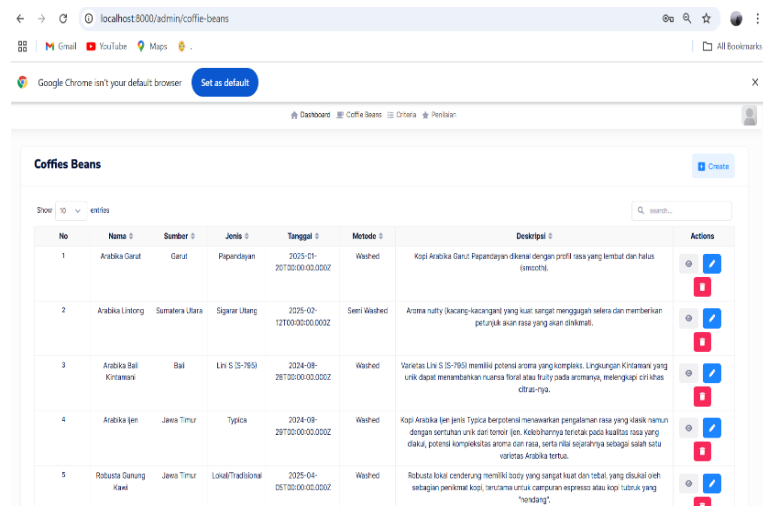 localhost:8000/admin/coffie-beans
Gmail YouTube Maps All Bookmarks
Google Chrome isn't your default browser Set as default X
Dashboard Coffie Beans Criteria Penilaian
Coffies Beans
Create
Show 10 entries search...
No Nama Sumber Jenis Tanggal Metode Deskripsi Actions
1 Arabika Garut Garut Papandayan 2025-01- Washed Kopi Arabika Garut Papandayan dikenal dengan profil rasa yang lembut dan halus
20T00:00:00.000Z (smooth).
2 Arabika Lintong Sumatera Utara Sigarar Utang 2025-02- Semi Washed Aroma nutty (kacang-kacangan) yang kuat sangat menggugah selera dan memberikan
12T00:00:00.000Z petunjuk akan rasa yang akan dinikmati.
3 Arabika Bali Bali Lini S (S-795) 2024-08- Washed Varietas Lini S (S-795) memiliki potensi aroma yang kompleks. Lingkungan Kintamani yang
Kintamani 28T00:00:00.000Z unik dapat menambahkan nuansa floral atau fruity pada aromanya, melengkapi ciri khas
citrus-nya.
4 Arabika Ijen Jawa Timur Typica 2024-09- Washed Kopi Arabika Ijen jenis Typica berpotensi menawarkan pengalaman rasa yang klasik namun
29T00:00:00.000Z dengan sentuhan unik dari terroir Ijen. Kelebihannya terletak pada kualitas rasa yang
diakui, potensi kompleksitas aroma dan rasa, serta nilai sejarahnya sebagai salah satu
varietas Arabika tertua.
5 Robusta Gunung Jawa Timur Lokal/Tradisional 2025-04- Washed Robusta lokal cenderung memiliki body yang sangat kuat dan tebal, yang disukai oleh
Kawi 05T00:00:00.000Z sebagian penikmat kopi, terutama untuk campuran espresso atau kopi tubruk yang
"nendang".